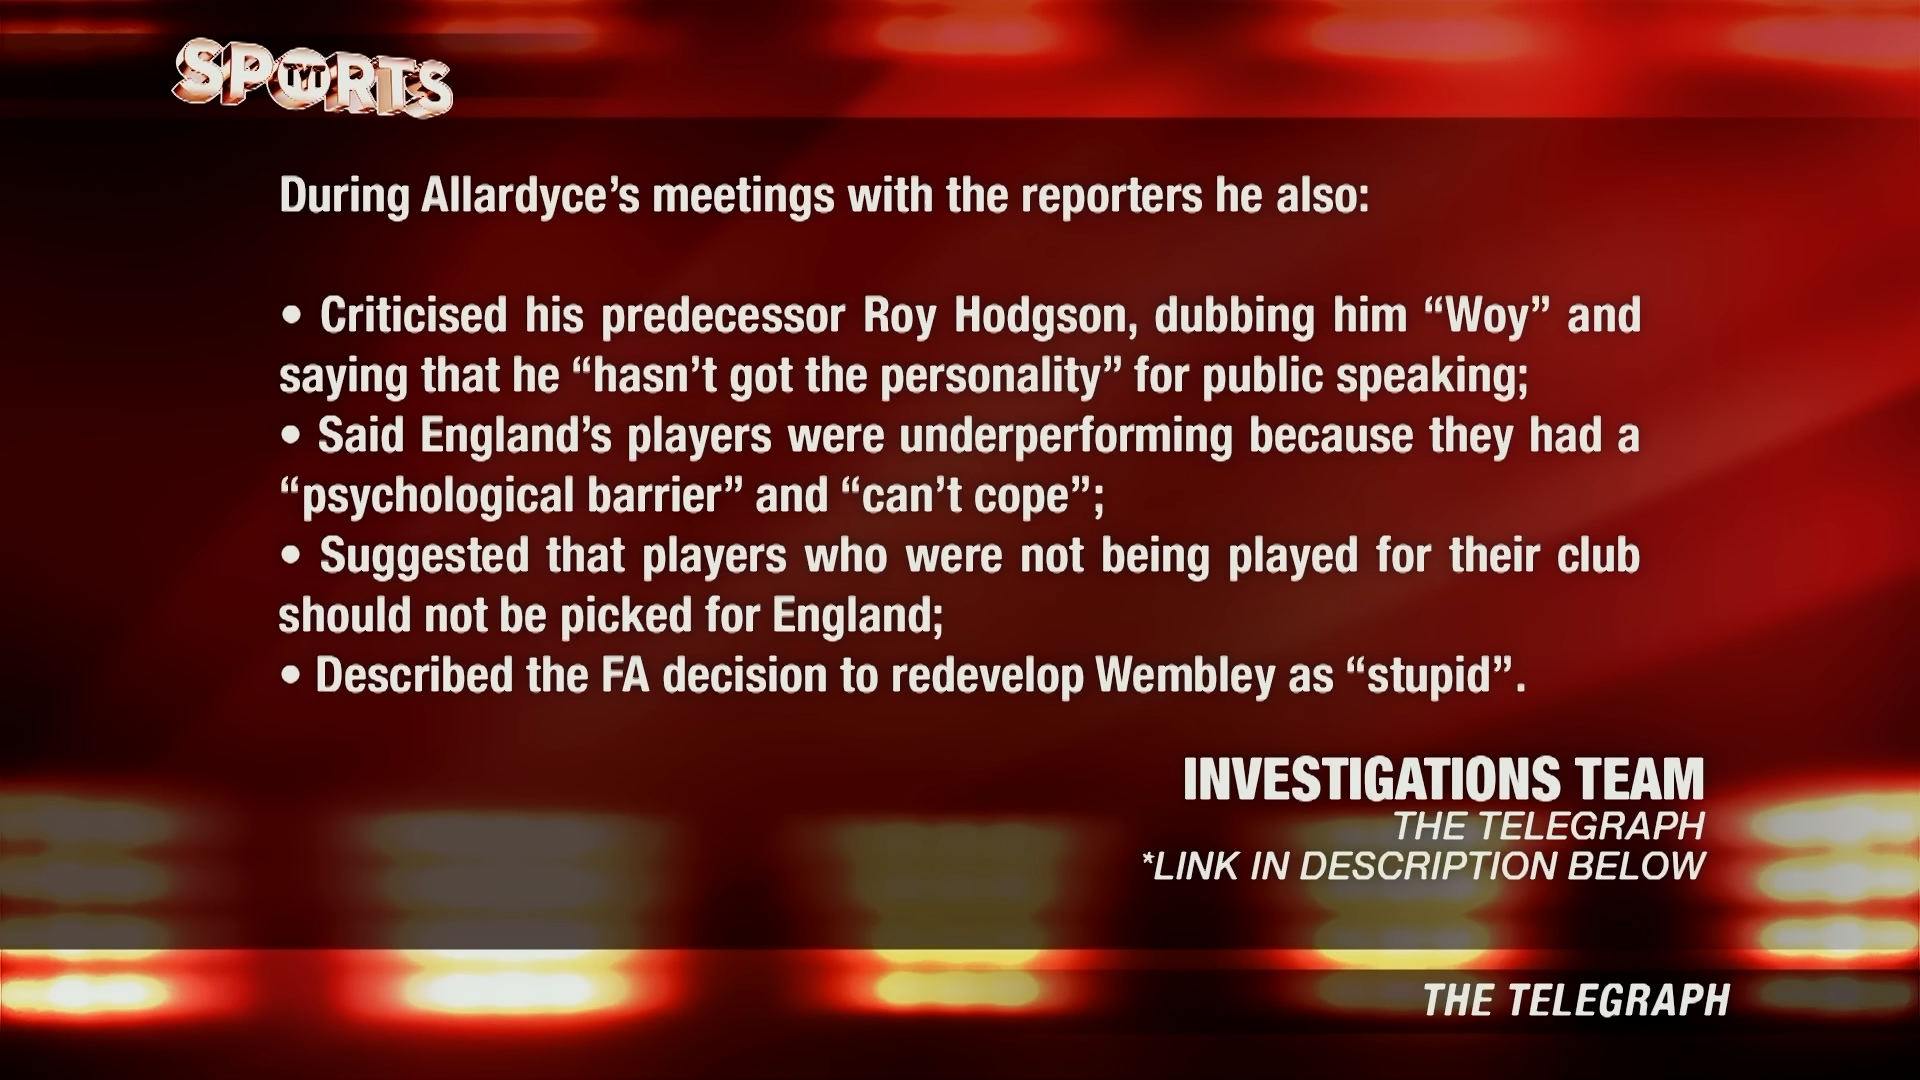 SPORTS
TYT
During Allardyce’s meetings with the reporters he also:
• Criticised his predecessor Roy Hodgson, dubbing him “Woy” and
saying that he “hasn’t got the personality” for public speaking;
• Said England’s players were underperforming because they had a
“psychological barrier” and “can’t cope”;
• Suggested that players who were not being played for their club
should not be picked for England;
• Described the FA decision to redevelop Wembley as “stupid”.
INVESTIGATIONS TEAM
THE TELEGRAPH
*LINK IN DESCRIPTION BELOW
THE TELEGRAPH